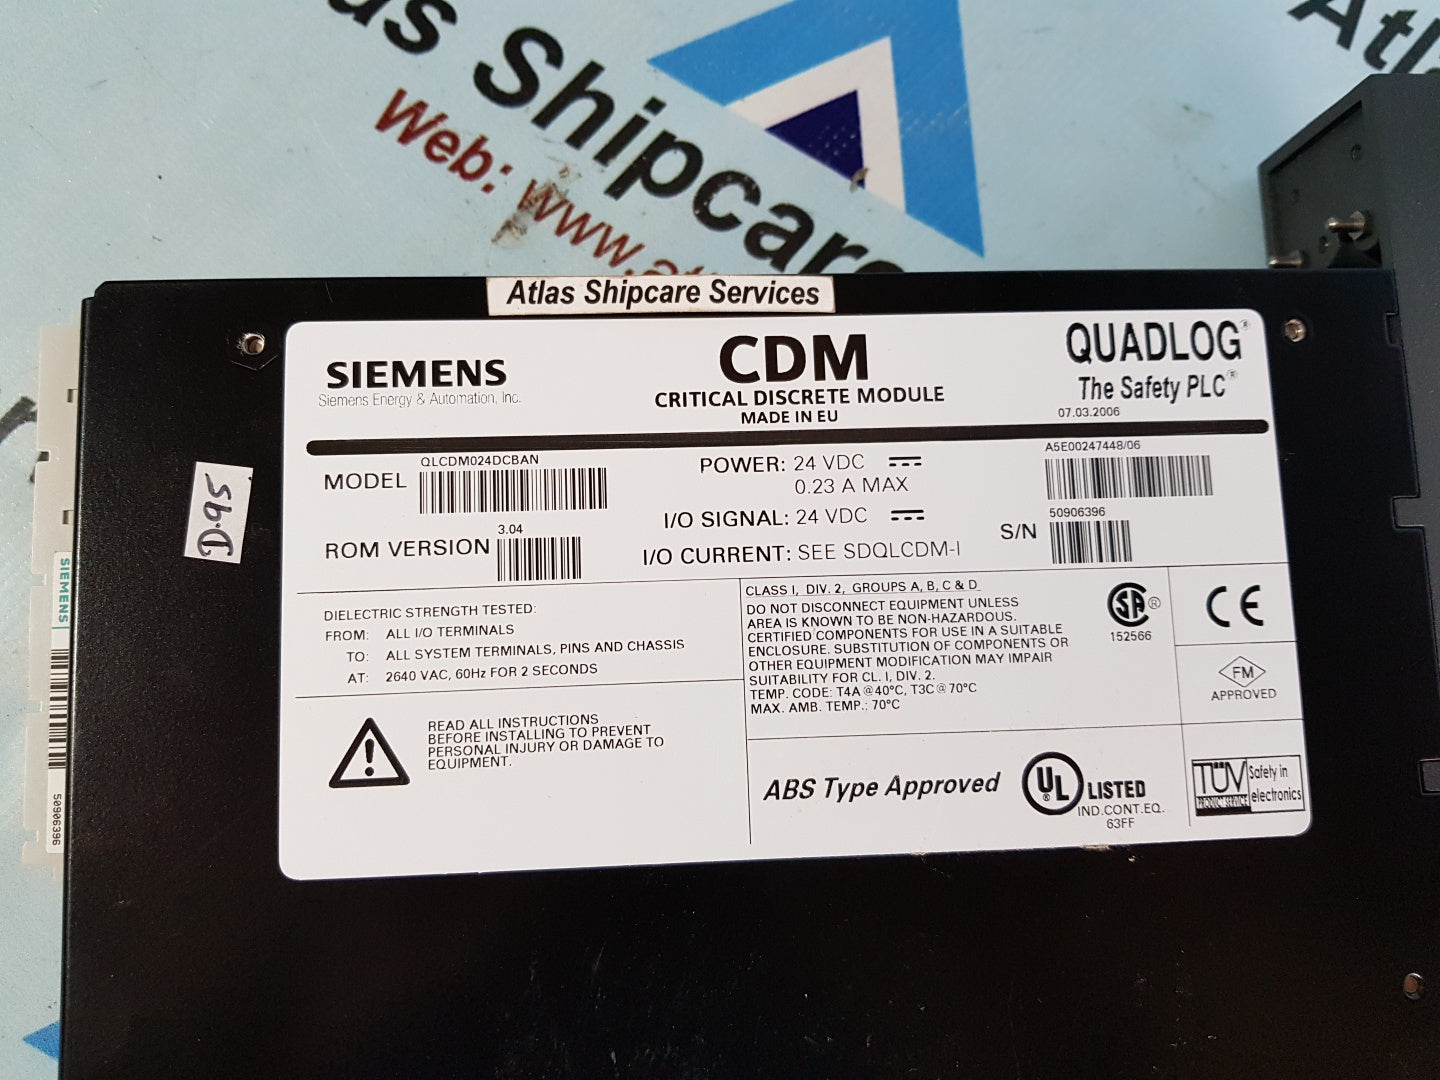 Shipcare
Atl
Web: www.
Atlas Shipcare Services
SIEMENS
Siemens Energy & Automation, Inc.
CDM
CRITICAL DISCRETE MODULE
MADE IN EU
QUADLOG®
The Safety PLC®
07.03.2006
MODEL
QLCDM024DCBAN
ROM VERSION
3.04
POWER: 24 VDC
0.23 A MAX
I/O SIGNAL: 24 VDC
I/O CURRENT: SEE SDQLCDM-I
A5E00247448/06
S/N
50906396
DIELECTRIC STRENGTH TESTED:
FROM: ALL I/O TERMINALS
TO: ALL SYSTEM TERMINALS, PINS AND CHASSIS
AT: 2640 VAC, 60Hz FOR 2 SECONDS
READ ALL INSTRUCTIONS
BEFORE INSTALLING TO PREVENT
PERSONAL INJURY OR DAMAGE TO
EQUIPMENT.
CLASS I, DIV. 2, GROUPS A, B, C & D
DO NOT DISCONNECT EQUIPMENT UNLESS
AREA IS KNOWN TO BE NON-HAZARDOUS.
CERTIFIED COMPONENTS FOR USE IN A SUITABLE
ENCLOSURE. SUBSTITUTION OF COMPONENTS OR
OTHER EQUIPMENT MODIFICATION MAY IMPAIR
SUITABILITY FOR CL. I, DIV. 2.
TEMP. CODE: T4A @ 40°C, T3C @ 70°C
MAX. AMB. TEMP.: 70°C
SA ®
152566
CE
FM
APPROVED
ABS Type Approved
UL ® LISTED
IND.CONT.EQ.
63FF
TÜV
PRODUCT SERVICE
Safety in
electronics
D.95
SIEMENS
50906396